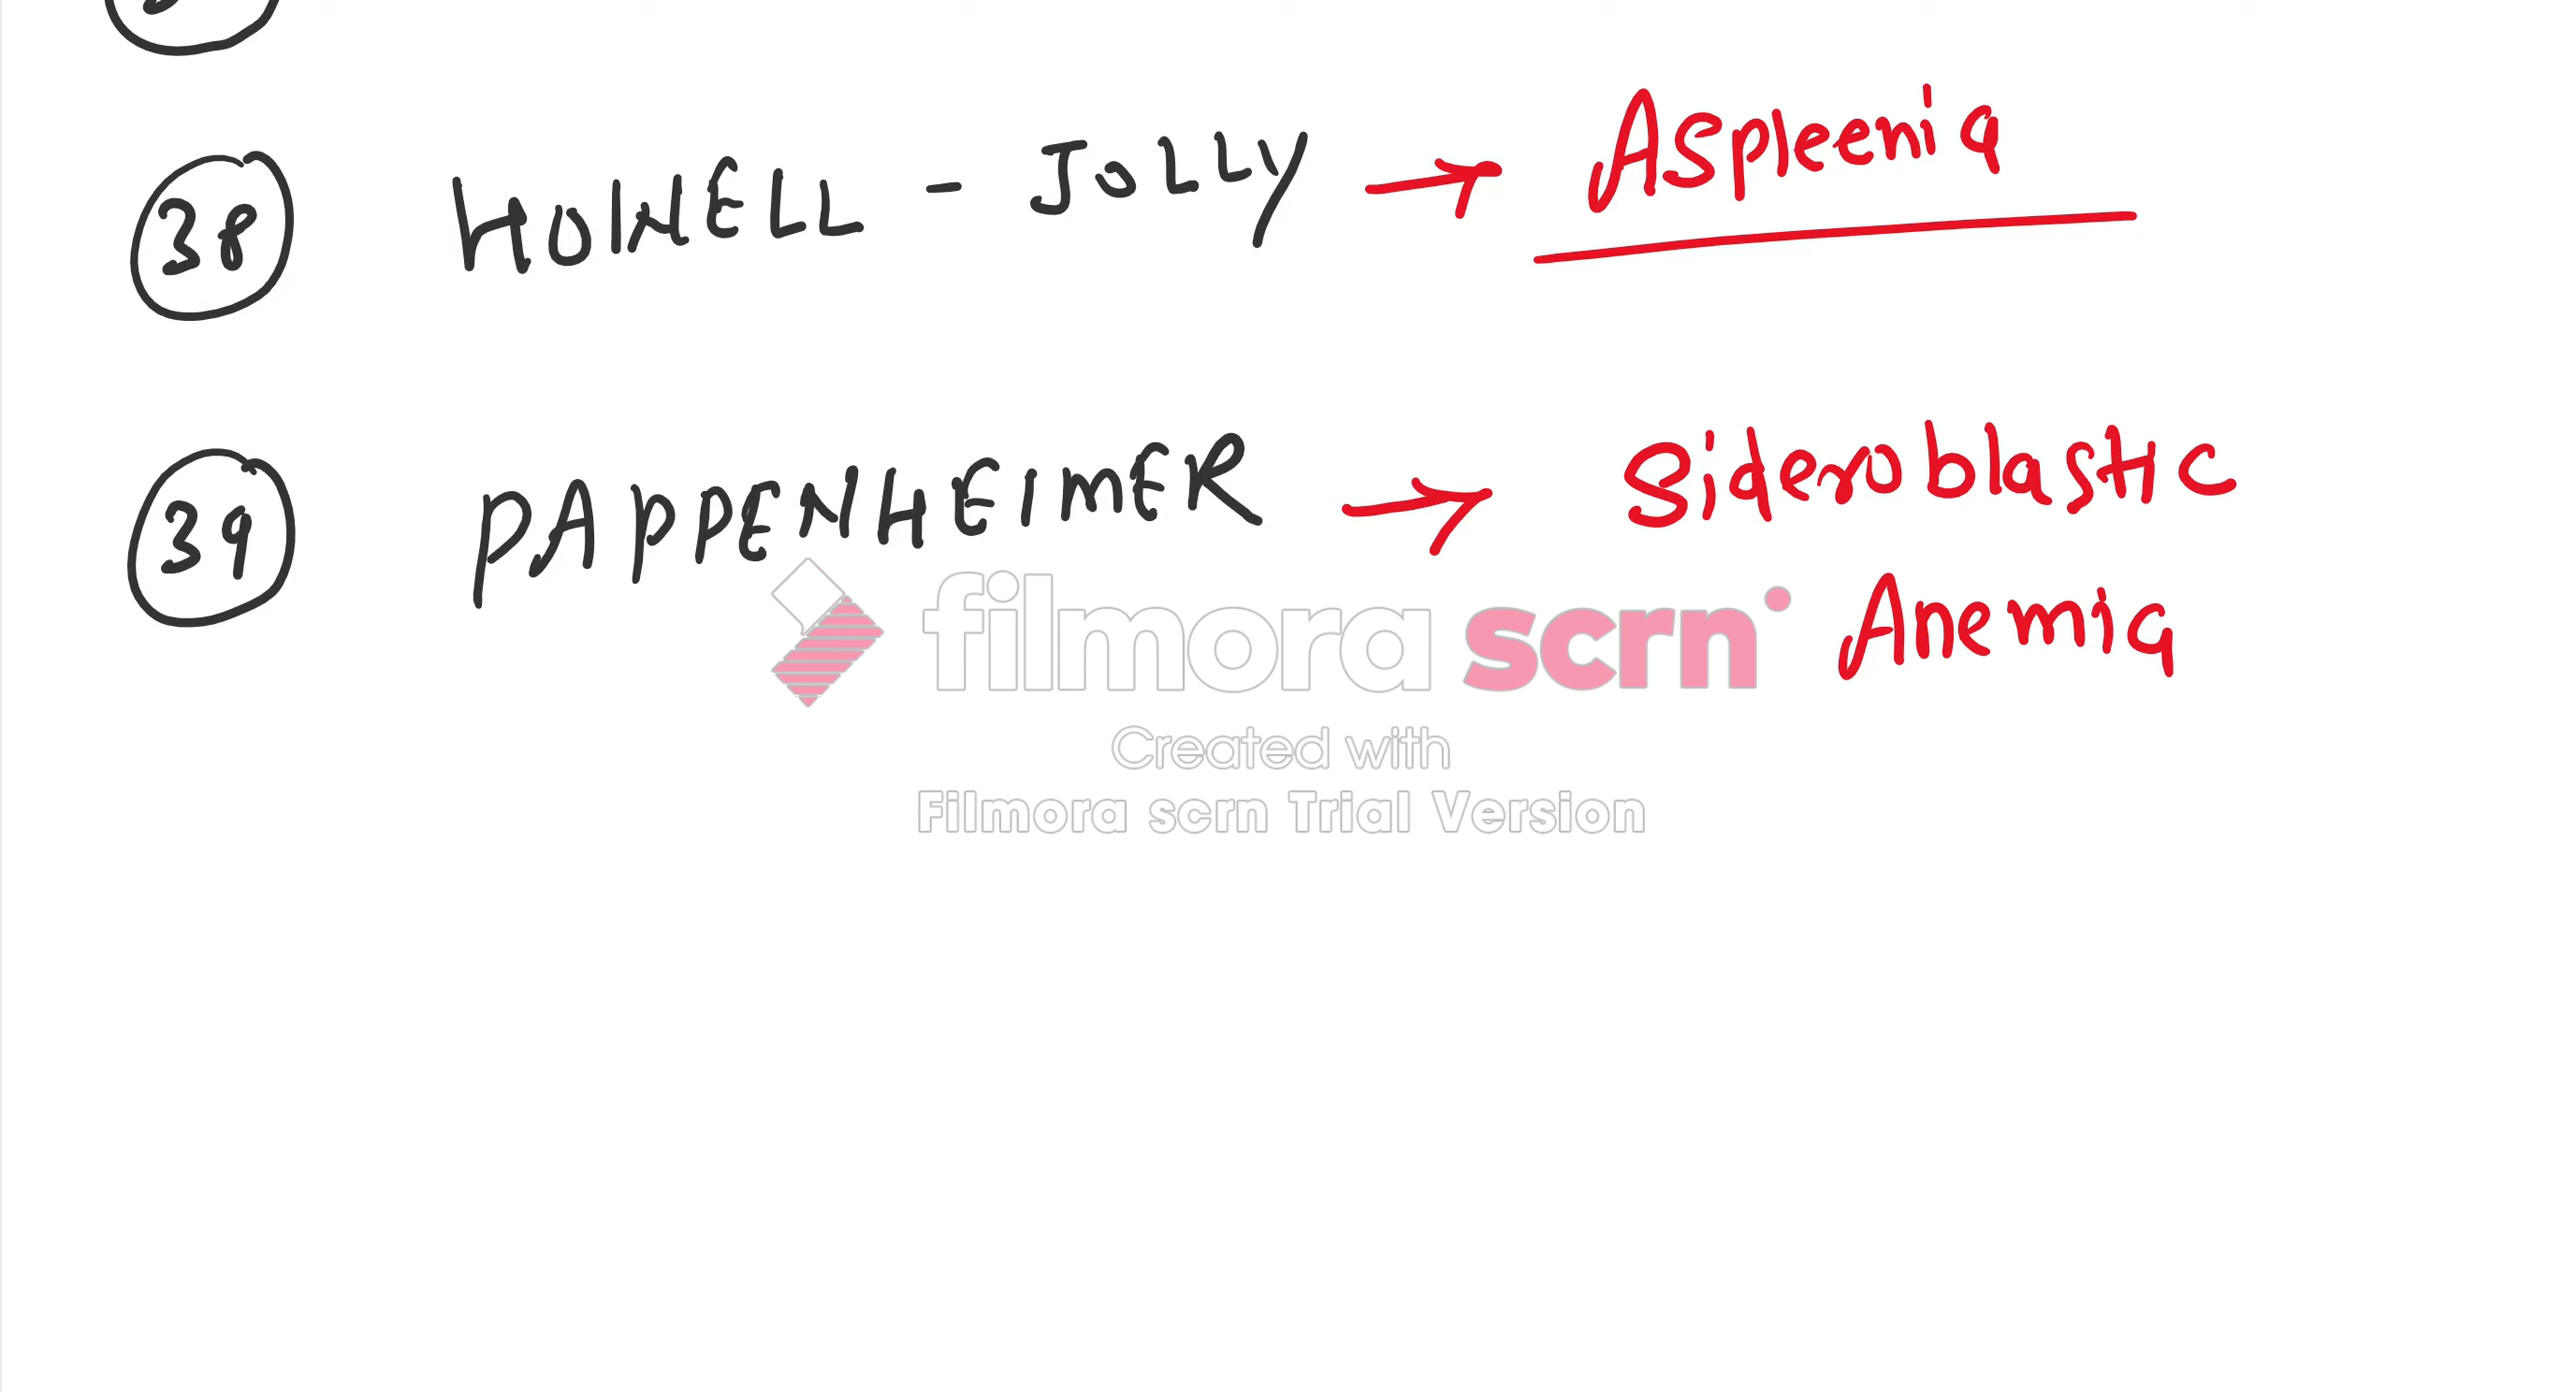 38 HOWELL - JOLLY → Aspleenia
39 PAPPENHEIMER → Sideroblastic
Anemia
filmora scrn
Created with
Filmora scrn Trial Version